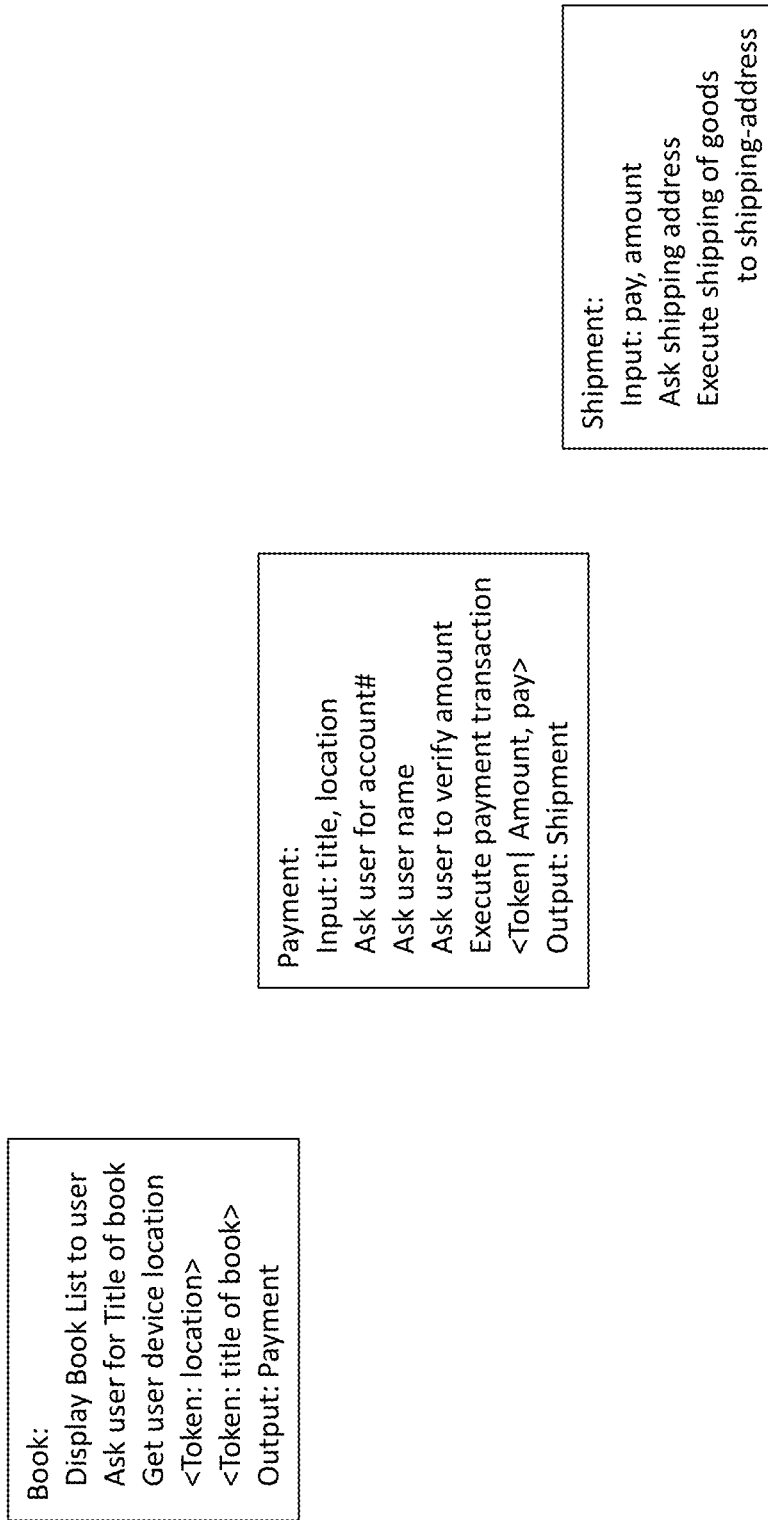 Book:
Display Book List to user
Ask user for Title of book
Get user device location
<Token: location>
<Token: title of book>
Output: Payment
Payment:
Input: title, location
Ask user for account#
Ask user name
Ask user to verify amount
Execute payment transaction
<Token| Amount, pay>
Output: Shipment
Shipment:
Input: pay, amount
Ask shipping address
Execute shipping of goods
to shipping-address